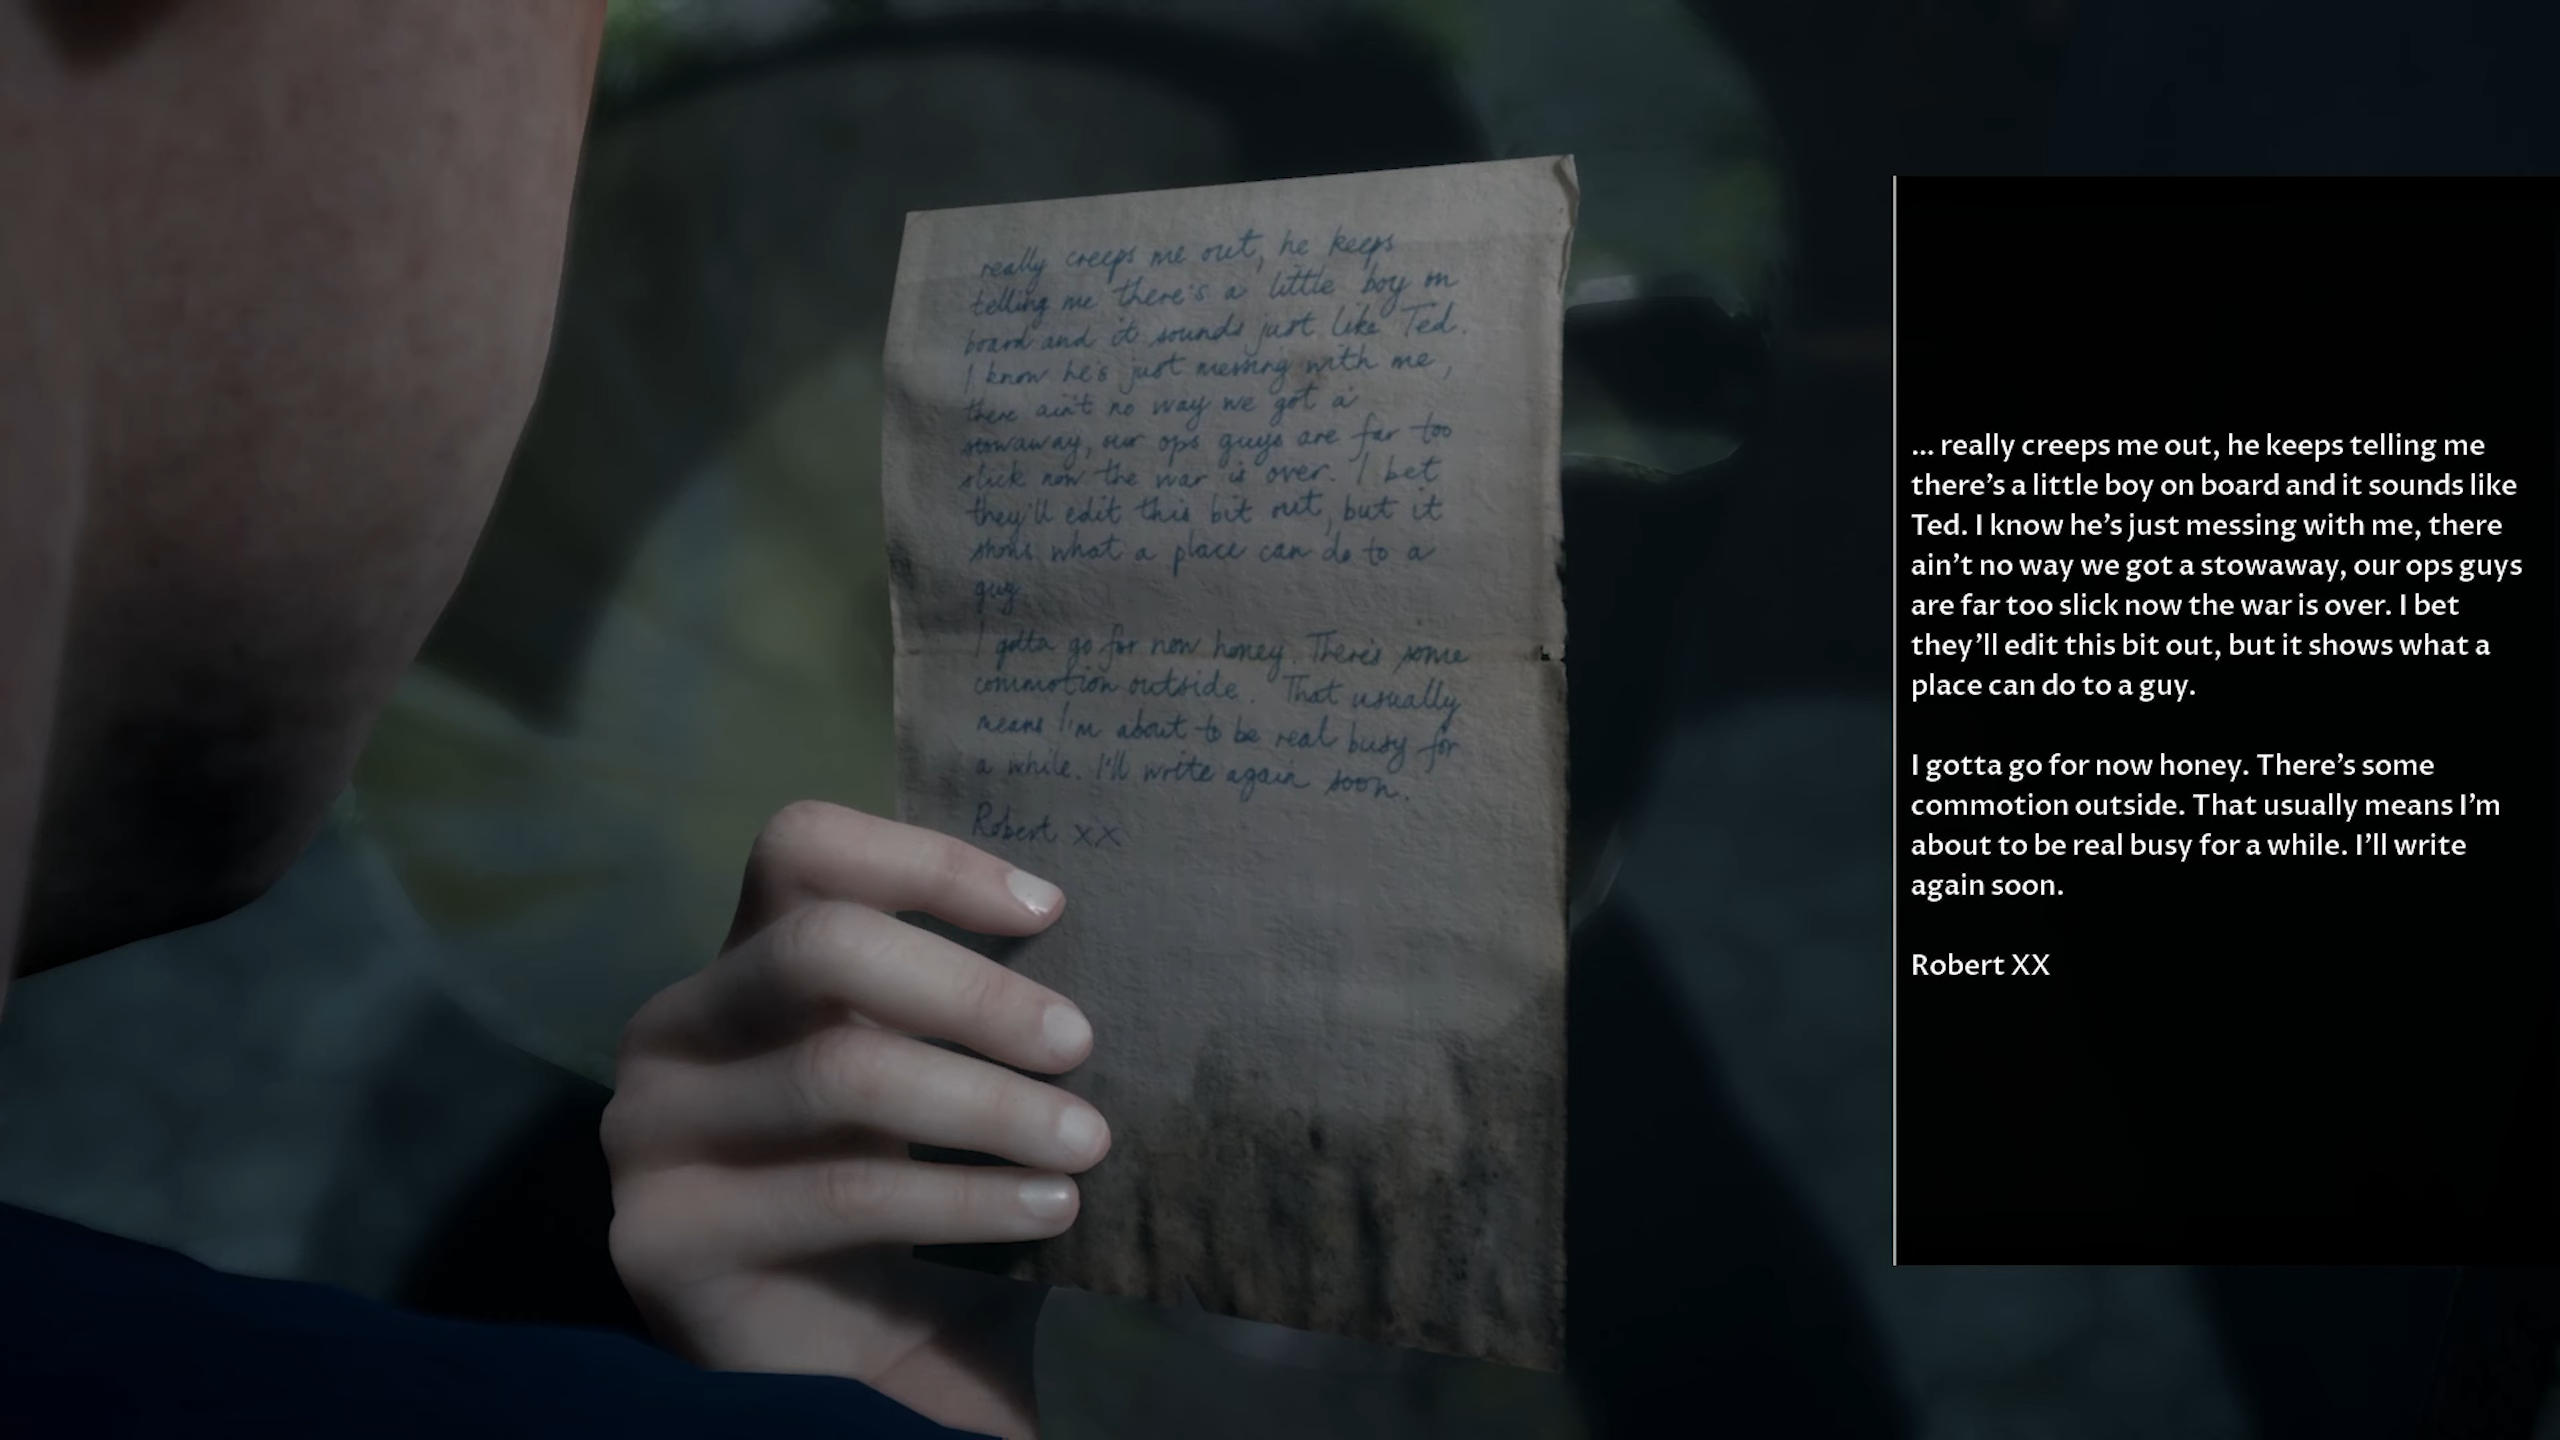 really creeps me out, he keeps
telling me there's a little boy on
board and it sounds just like Ted.
I know he's just messing with me,
there ain't no way we got a
stowaway, our ops guys are far too
slick now the war is over. I bet
they'll edit this bit out, but it
shows what a place can do to a
guy.
I gotta go for now honey. There's some
commotion outside. That usually
means I'm about to be real busy for
a while. I'll write again soon.
Robert xx
... really creeps me out, he keeps telling me
there's a little boy on board and it sounds like
Ted. I know he's just messing with me, there
ain't no way we got a stowaway, our ops guys
are far too slick now the war is over. I bet
they'll edit this bit out, but it shows what a
place can do to a guy.
I gotta go for now honey. There's some
commotion outside. That usually means I'm
about to be real busy for a while. I'll write
again soon.
Robert XX